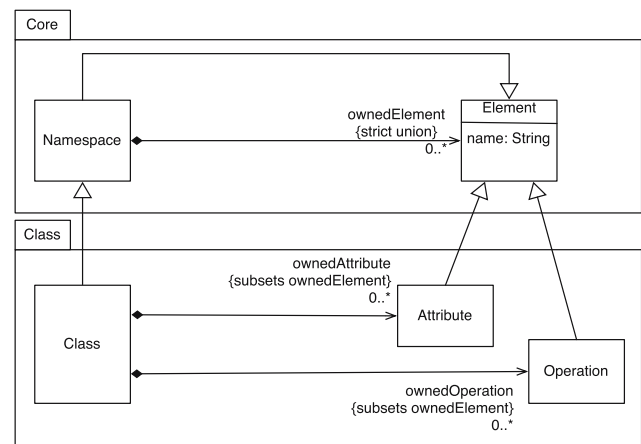 Core
Namespace
ownedElement
{strict union}
0..*
Element
name: String
Class
ownedAttribute
{subsets ownedElement}
0..*
Class
Attribute
Operation
ownedOperation
{subsets ownedElement}
0..*